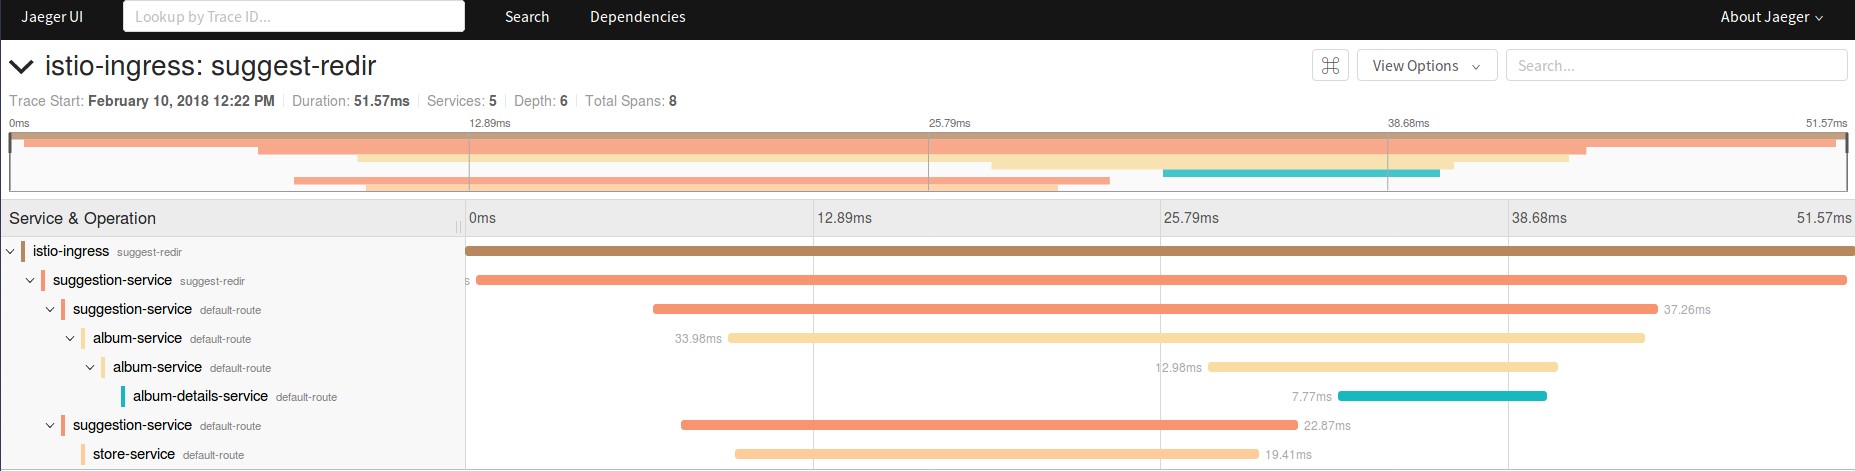 Jaeger UI Lookup by Trace ID... Search Dependencies About Jaeger
istio-ingress: suggest-redir View Options Search...
Trace Start: February 10, 2018 12:22 PM Duration: 51.57ms Services: 5 Depth: 6 Total Spans: 8
0ms 12.89ms 25.79ms 38.68ms 51.57ms
Service & Operation 0ms 12.89ms 25.79ms 38.68ms 51.57ms
istio-ingress suggest-redir
suggestion-service suggest-redir s
suggestion-service default-route 37.26ms
album-service default-route 33.98ms
album-service default-route 12.98ms
album-details-service default-route 7.77ms
suggestion-service default-route 22.87ms
store-service default-route 19.41ms